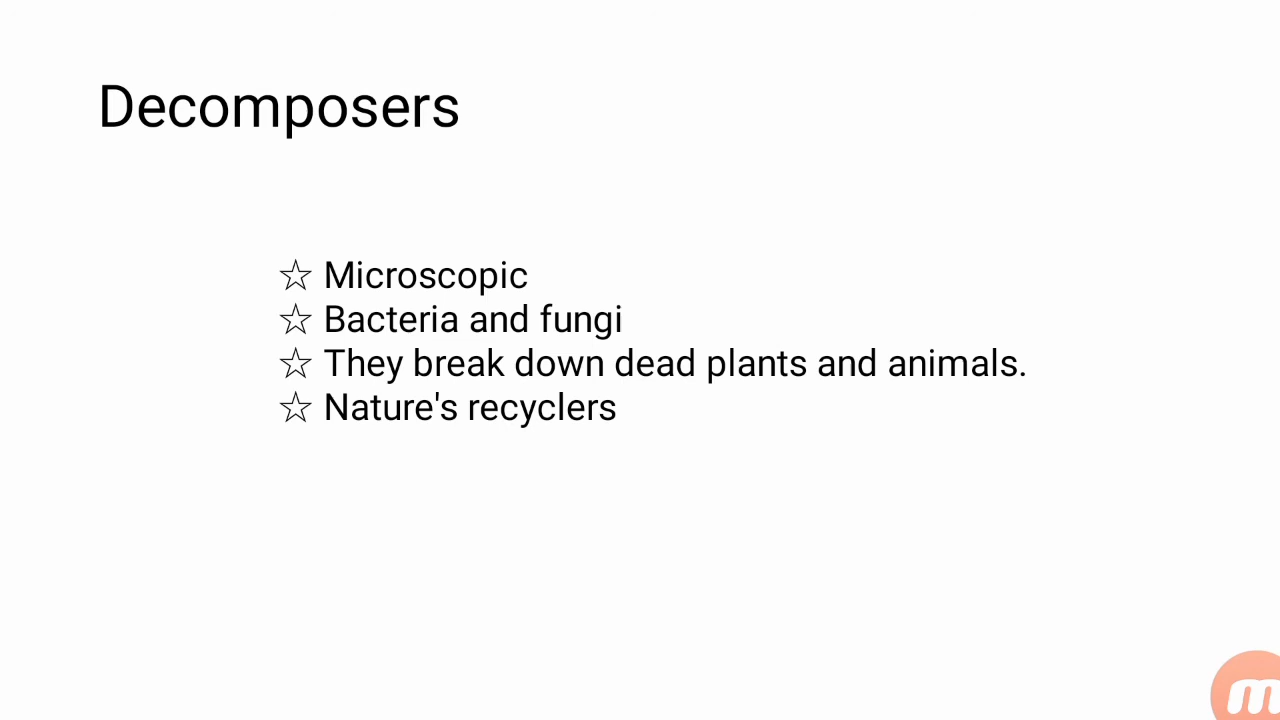 Decomposers
☆ Microscopic
☆ Bacteria and fungi
☆ They break down dead plants and animals.
☆ Nature's recyclers
m